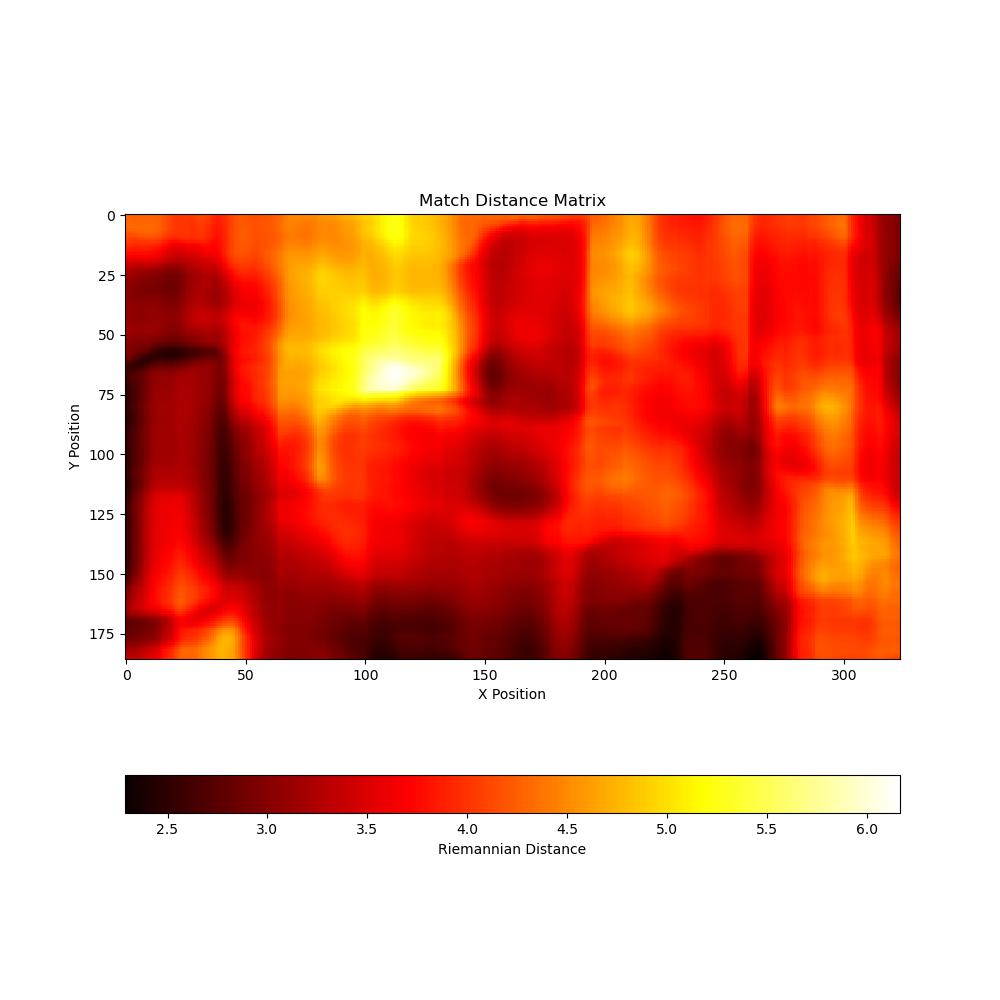 Match Distance Matrix
0
25
50
75
100
125
150
175
Y Position
0 50 100 150 200 250 300
X Position
2.5 3.0 3.5 4.0 4.5 5.0 5.5 6.0
Riemannian Distance